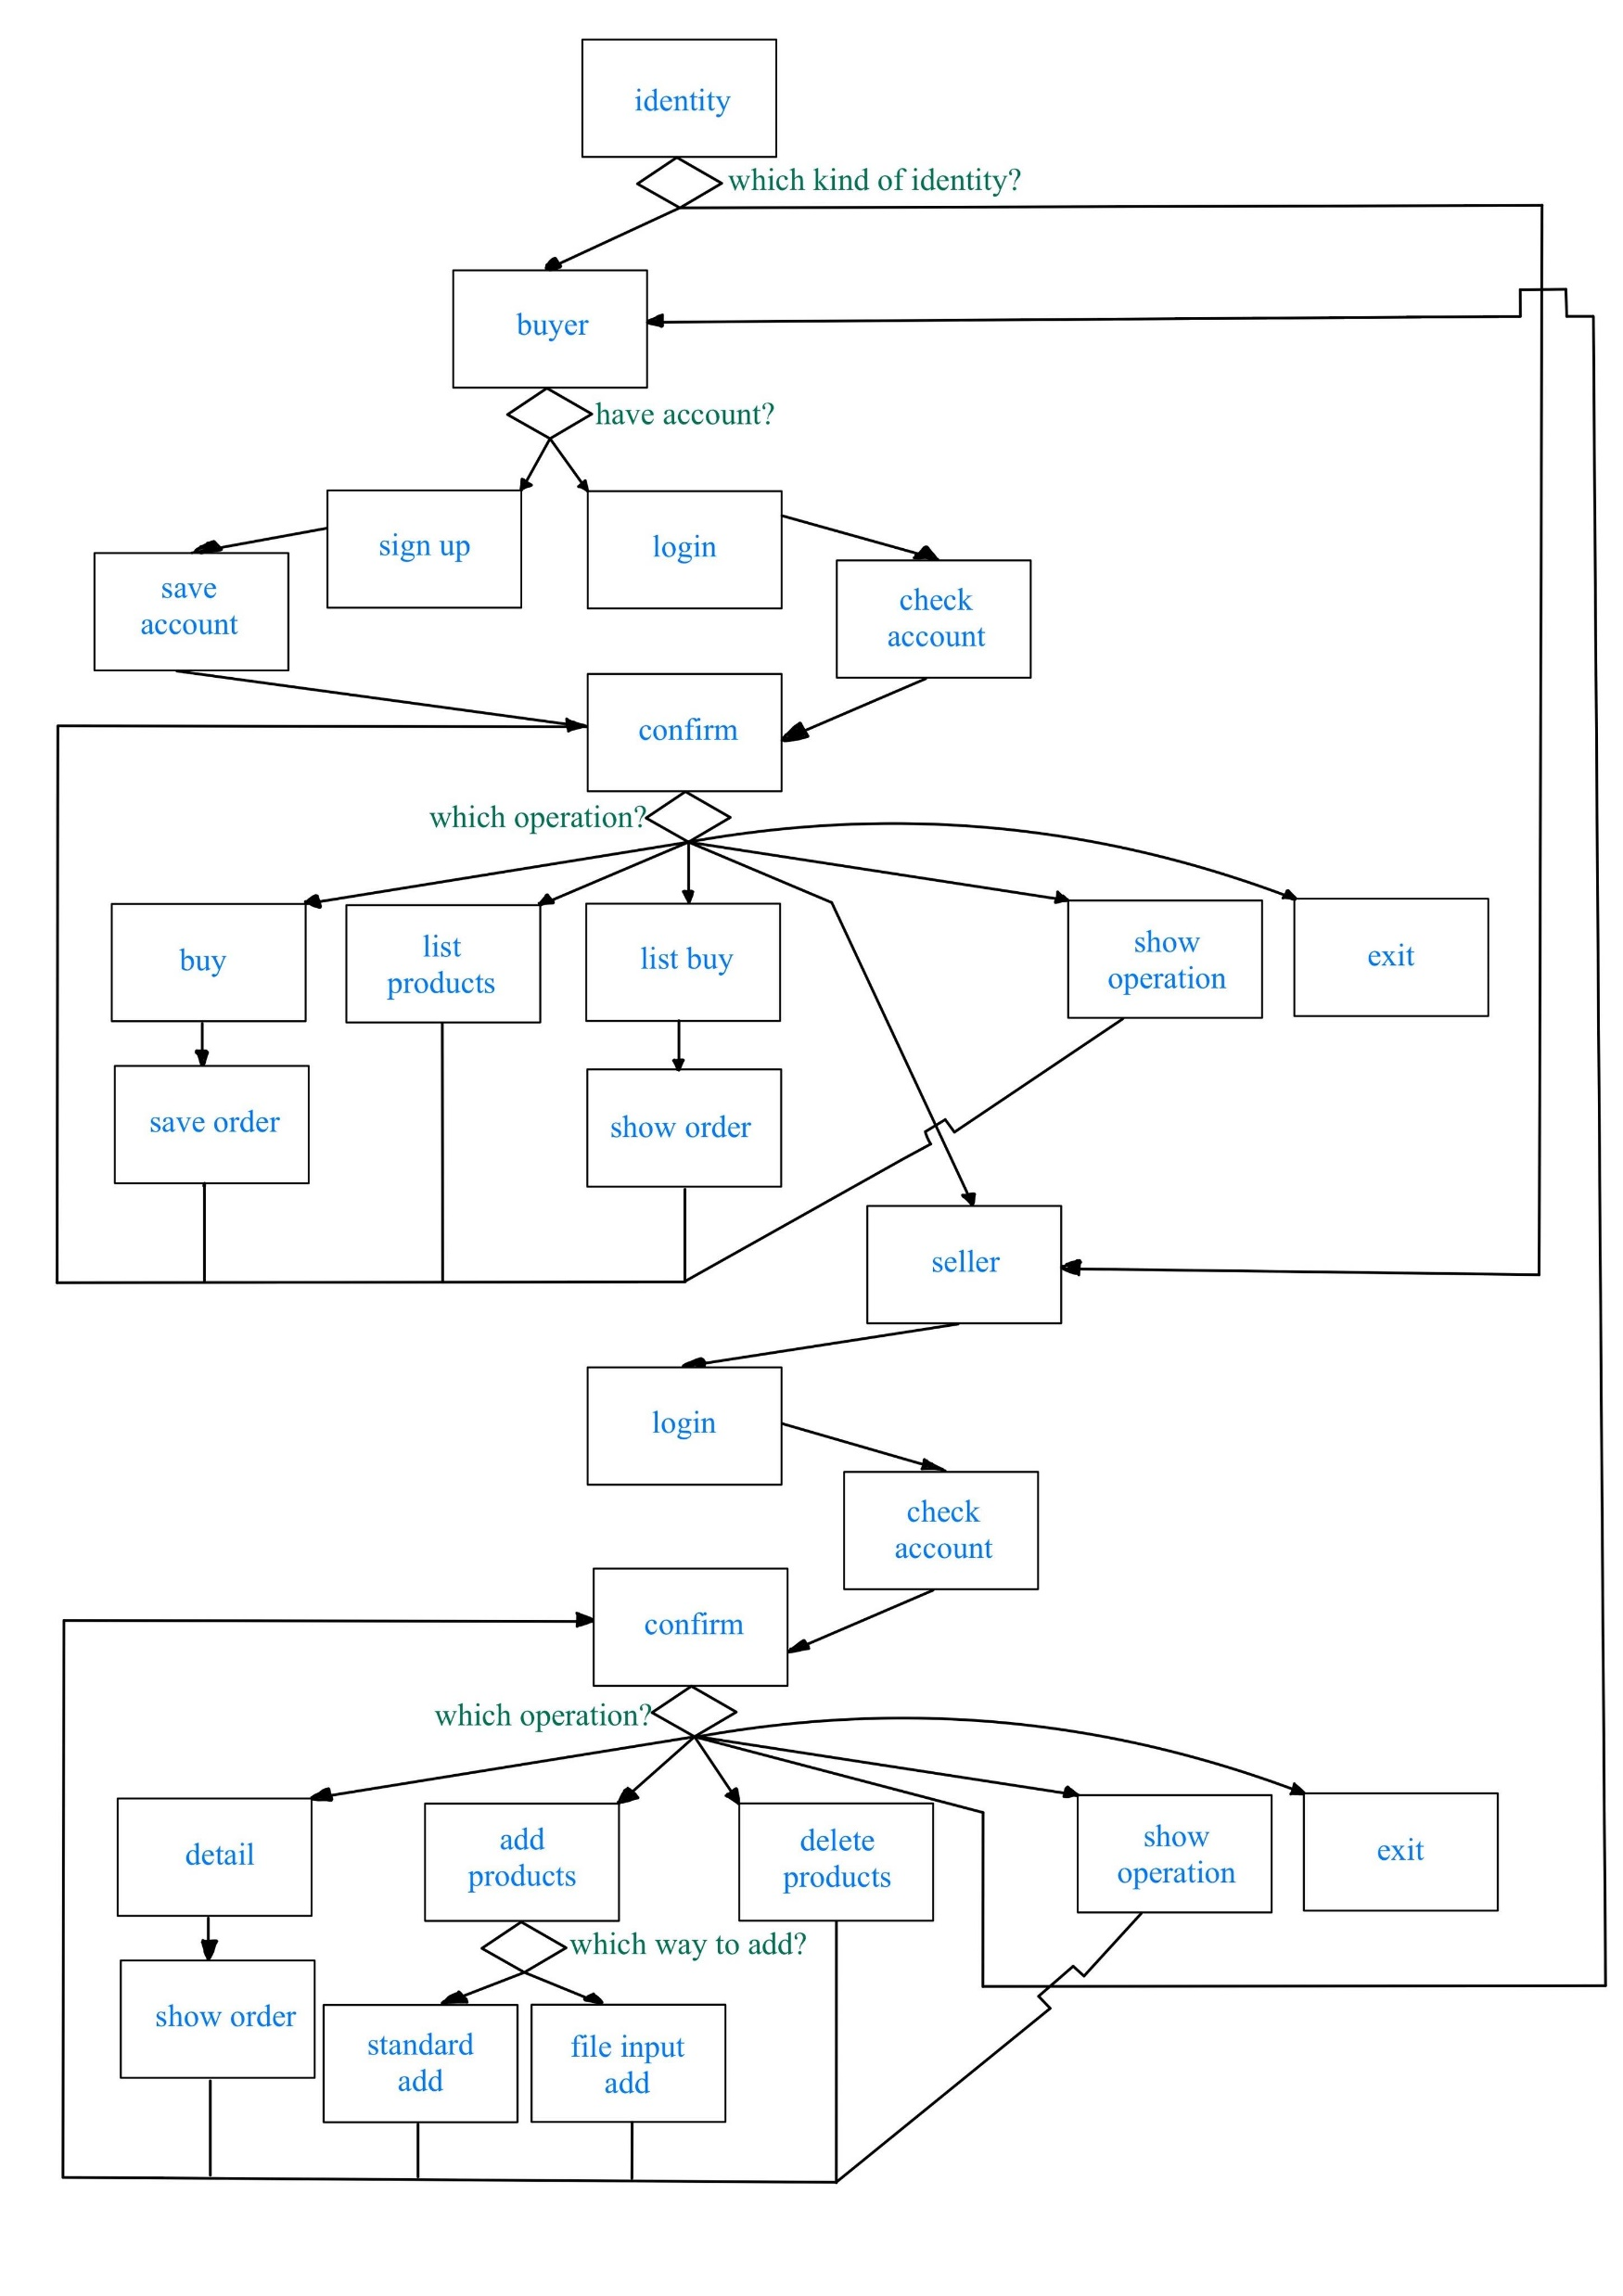 identity
which kind of identity?
buyer
have account?
sign up
login
save
account
check
account
confirm
which operation?
buy
list
products
list buy
show
operation
exit
save order
show order
seller
login
check
account
confirm
which operation?
detail
add
products
delete
products
show
operation
exit
which way to add?
show order
standard
add
file input
add